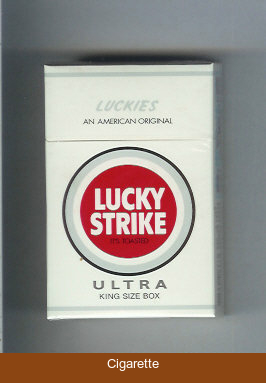 LUCKIES
AN AMERICAN ORIGINAL
LUCKY
STRIKE
IT'S TOASTED
ULTRA
KING SIZE BOX
Cigarette